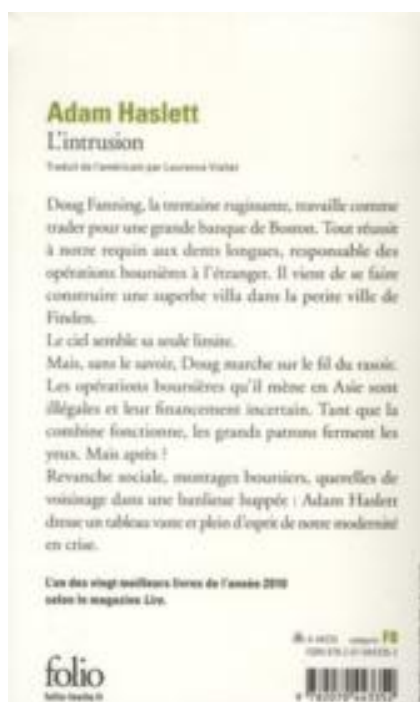 Adam Haslett
L'intrusion
Traduit de l'américain par Laurence Viallet
Doug Fanning, la trentaine rugissante, travaille comme
trader pour une grande banque de Boston. Tout réussit
à notre requin aux dents longues, responsable des
opérations boursières à l'étranger. Il vient de se faire
construire une superbe villa dans la petite ville de
Finden.
Le ciel semble sa seule limite.
Mais, sans le savoir, Doug marche sur le fil du rasoir.
Les opérations boursières qu'il mène en Asie sont
illégales et leur financement incertain. Tant que la
combine fonctionne, les grands patrons ferment les
yeux. Mais après ?
Revanche sociale, montages boursiers, querelles de
voisinage dans une banlieue huppée : Adam Haslett
dresse un tableau vaste et plein d'esprit de notre modernité
en crise.
L'un des vingt meilleurs livres de l'année 2010
selon le magazine Lire.
catégorie F8
folio
folio-lesite.fr